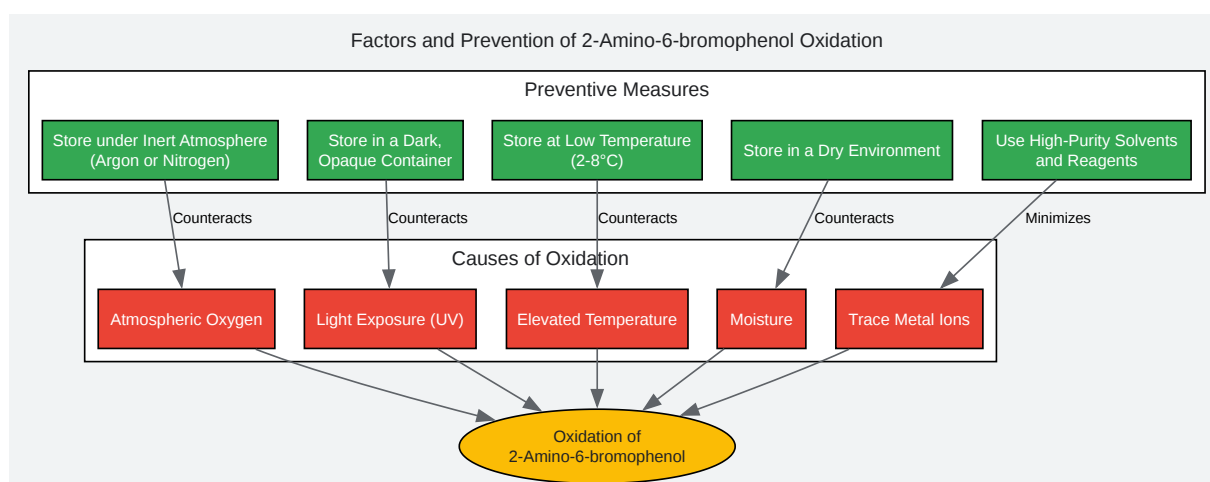 Factors and Prevention of 2-Amino-6-bromophenol Oxidation
Preventive Measures
Store under Inert Atmosphere
(Argon or Nitrogen)
Store in a Dark,
Opaque Container
Store at Low Temperature
(2-8°C)
Store in a Dry Environment
Use High-Purity Solvents
and Reagents
Counteracts
Counteracts
Counteracts
Counteracts
Minimizes
Causes of Oxidation
Atmospheric Oxygen
Light Exposure (UV)
Elevated Temperature
Moisture
Trace Metal Ions
Oxidation of
2-Amino-6-bromophenol